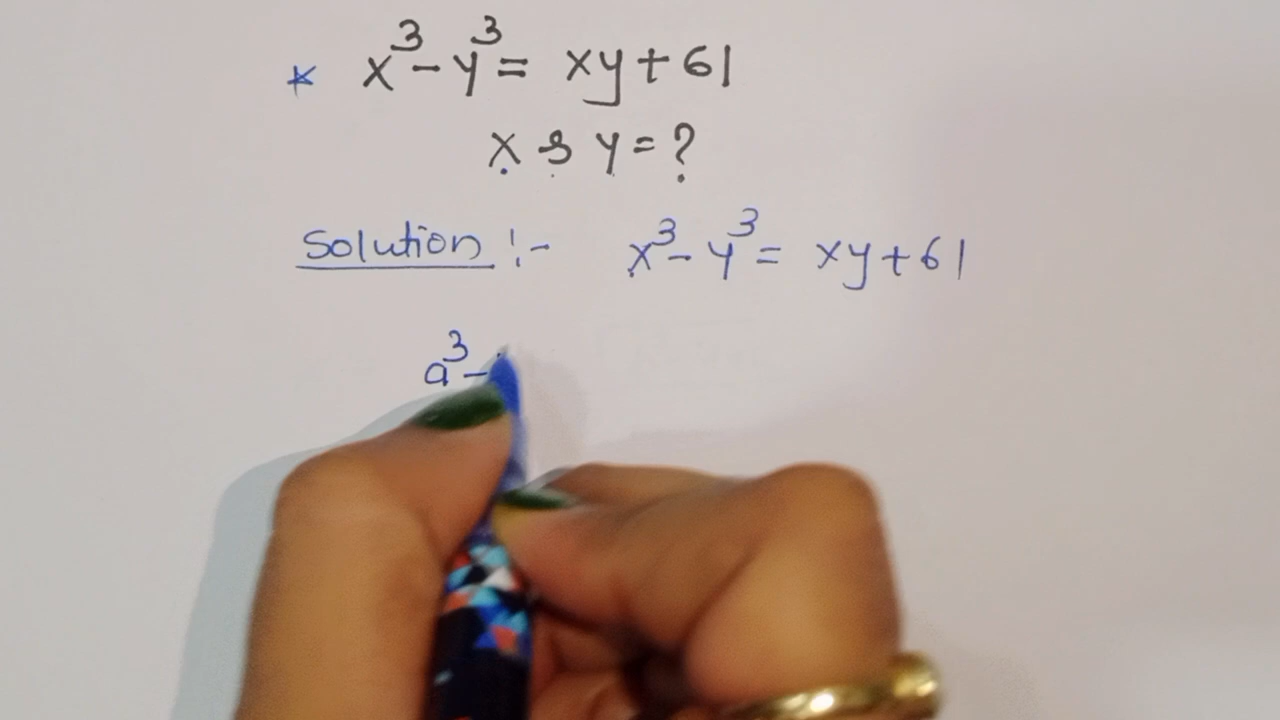 * x³-y³= xy+61
x & y=?
Solution :- x³-y³= xy+61
a³-